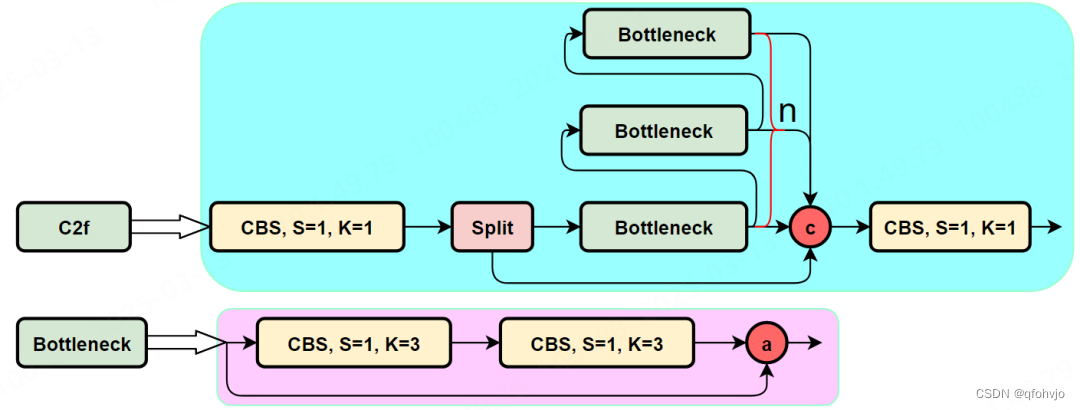 Bottleneck
n
Bottleneck
C2f
CBS, S=1, K=1
Split
Bottleneck
c
CBS, S=1, K=1
Bottleneck
CBS, S=1, K=3
CBS, S=1, K=3
a
CSDN @qfohvjo